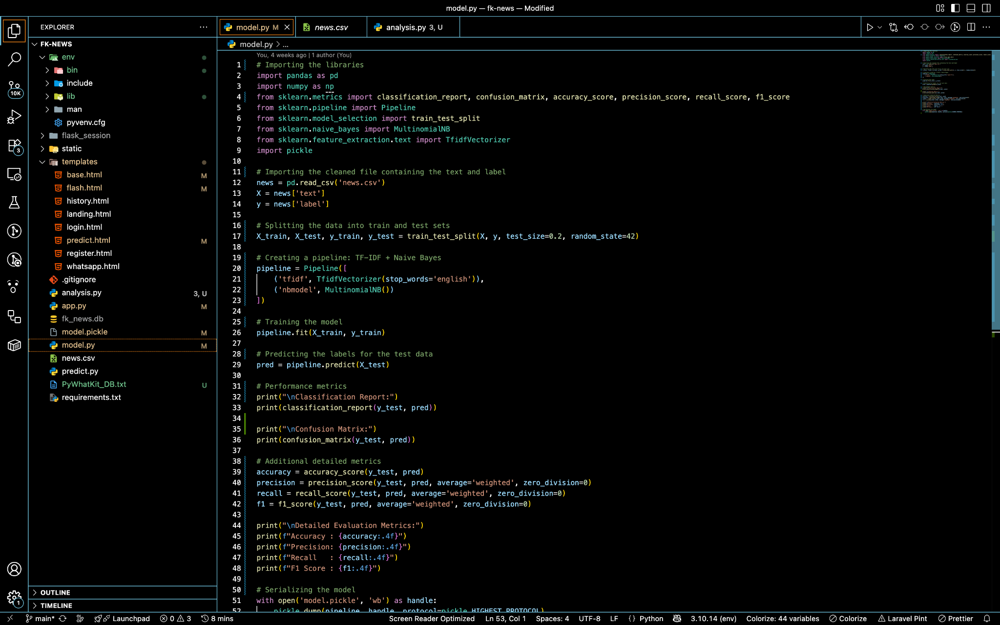 model.py — fk-news — Modified
EXPLORER
model.py M
news.csv
analysis.py 3, U
FK-NEWS
model.py > ...
env
bin
include
lib
man
pyvenv.cfg
flask_session
static
templates
base.html M
flash.html M
history.html
landing.html
login.html
predict.html M
register.html
whatsapp.html
.gitignore
analysis.py 3, U
app.py M
fk_news.db
model.pickle M
model.py M
news.csv
predict.py
PyWhatKit_DB.txt U
requirements.txt
OUTLINE
TIMELINE
10K
3
1
You, 4 weeks ago | 1 author (You)
1 # Importing the libraries
2 import pandas as pd
3 import numpy as np
4 from sklearn.metrics import classification_report, confusion_matrix, accuracy_score, precision_score, recall_score, f1_score
5 from sklearn.pipeline import Pipeline
6 from sklearn.model_selection import train_test_split
7 from sklearn.naive_bayes import MultinomialNB
8 from sklearn.feature_extraction.text import TfidfVectorizer
9 import pickle
10
11 # Importing the cleaned file containing the text and label
12 news = pd.read_csv('news.csv')
13 X = news['text']
14 y = news['label']
15
16 # Splitting the data into train and test sets
17 X_train, X_test, y_train, y_test = train_test_split(X, y, test_size=0.2, random_state=42)
18
19 # Creating a pipeline: TF-IDF + Naive Bayes
20 pipeline = Pipeline([
21     ('tfidf', TfidfVectorizer(stop_words='english')),
22     ('nbmodel', MultinomialNB())
23 ])
24
25 # Training the model
26 pipeline.fit(X_train, y_train)
27
28 # Predicting the labels for the test data
29 pred = pipeline.predict(X_test)
30
31 # Performance metrics
32 print("\nClassification Report:")
33 print(classification_report(y_test, pred))
34
35 print("\nConfusion Matrix:")
36 print(confusion_matrix(y_test, pred))
37
38 # Additional detailed metrics
39 accuracy = accuracy_score(y_test, pred)
40 precision = precision_score(y_test, pred, average='weighted', zero_division=0)
41 recall = recall_score(y_test, pred, average='weighted', zero_division=0)
42 f1 = f1_score(y_test, pred, average='weighted', zero_division=0)
43
44 print("\nDetailed Evaluation Metrics:")
45 print(f"Accuracy : {accuracy:.4f}")
46 print(f"Precision: {precision:.4f}")
47 print(f"Recall   : {recall:.4f}")
48 print(f"F1 Score : {f1:.4f}")
49
50 # Serializing the model
51 with open('model.pickle', 'wb') as handle:
52     pickle.dump(pipeline, handle, protocol=pickle.HIGHEST_PROTOCOL)
main* Launchpad 0 3 8 mins Screen Reader Optimized Ln 53, Col 1 Spaces: 4 UTF-8 LF {} Python 3.10.14 (env) Colorize: 44 variables Colorize Laravel Pint Prettier